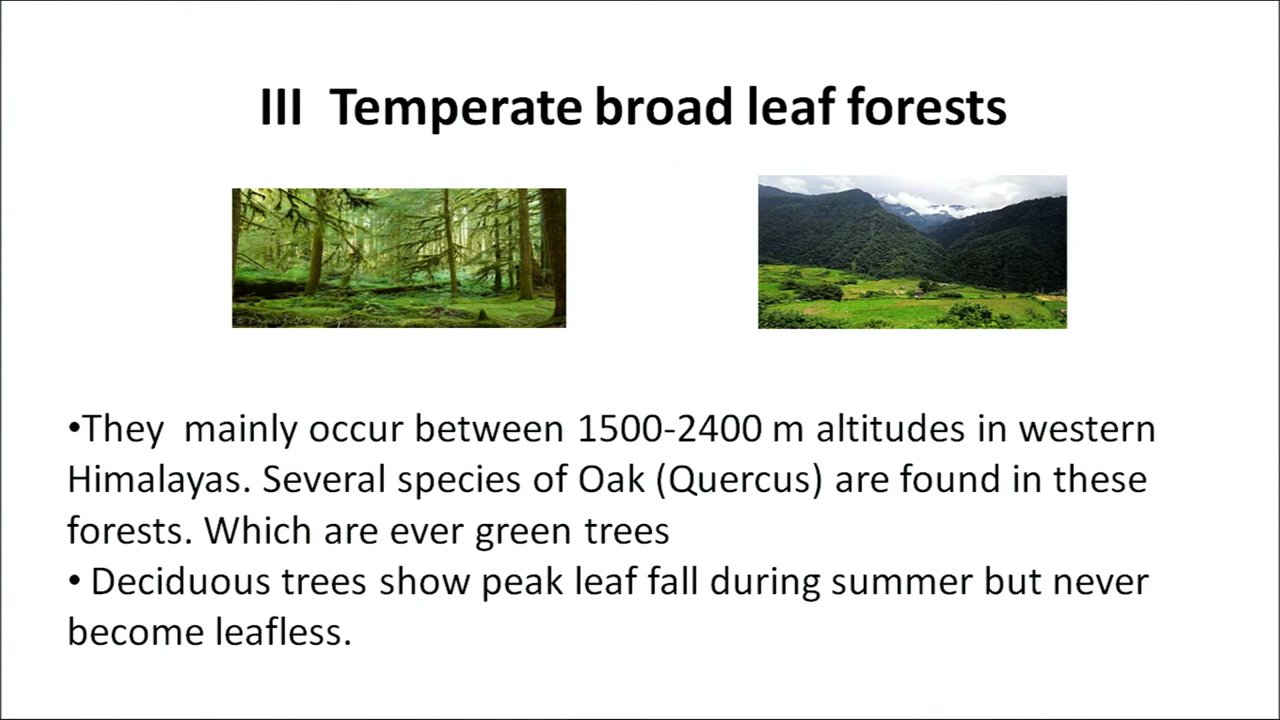 III Temperate broad leaf forests
•They mainly occur between 1500-2400 m altitudes in western
Himalayas. Several species of Oak (Quercus) are found in these
forests. Which are ever green trees
• Deciduous trees show peak leaf fall during summer but never
become leafless.